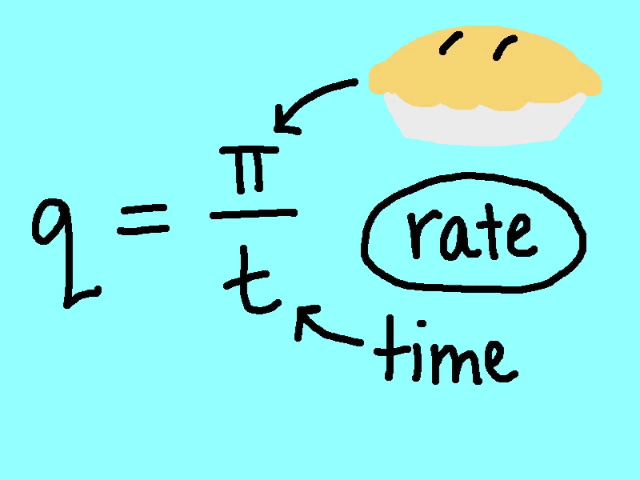 q = π/t
rate
time